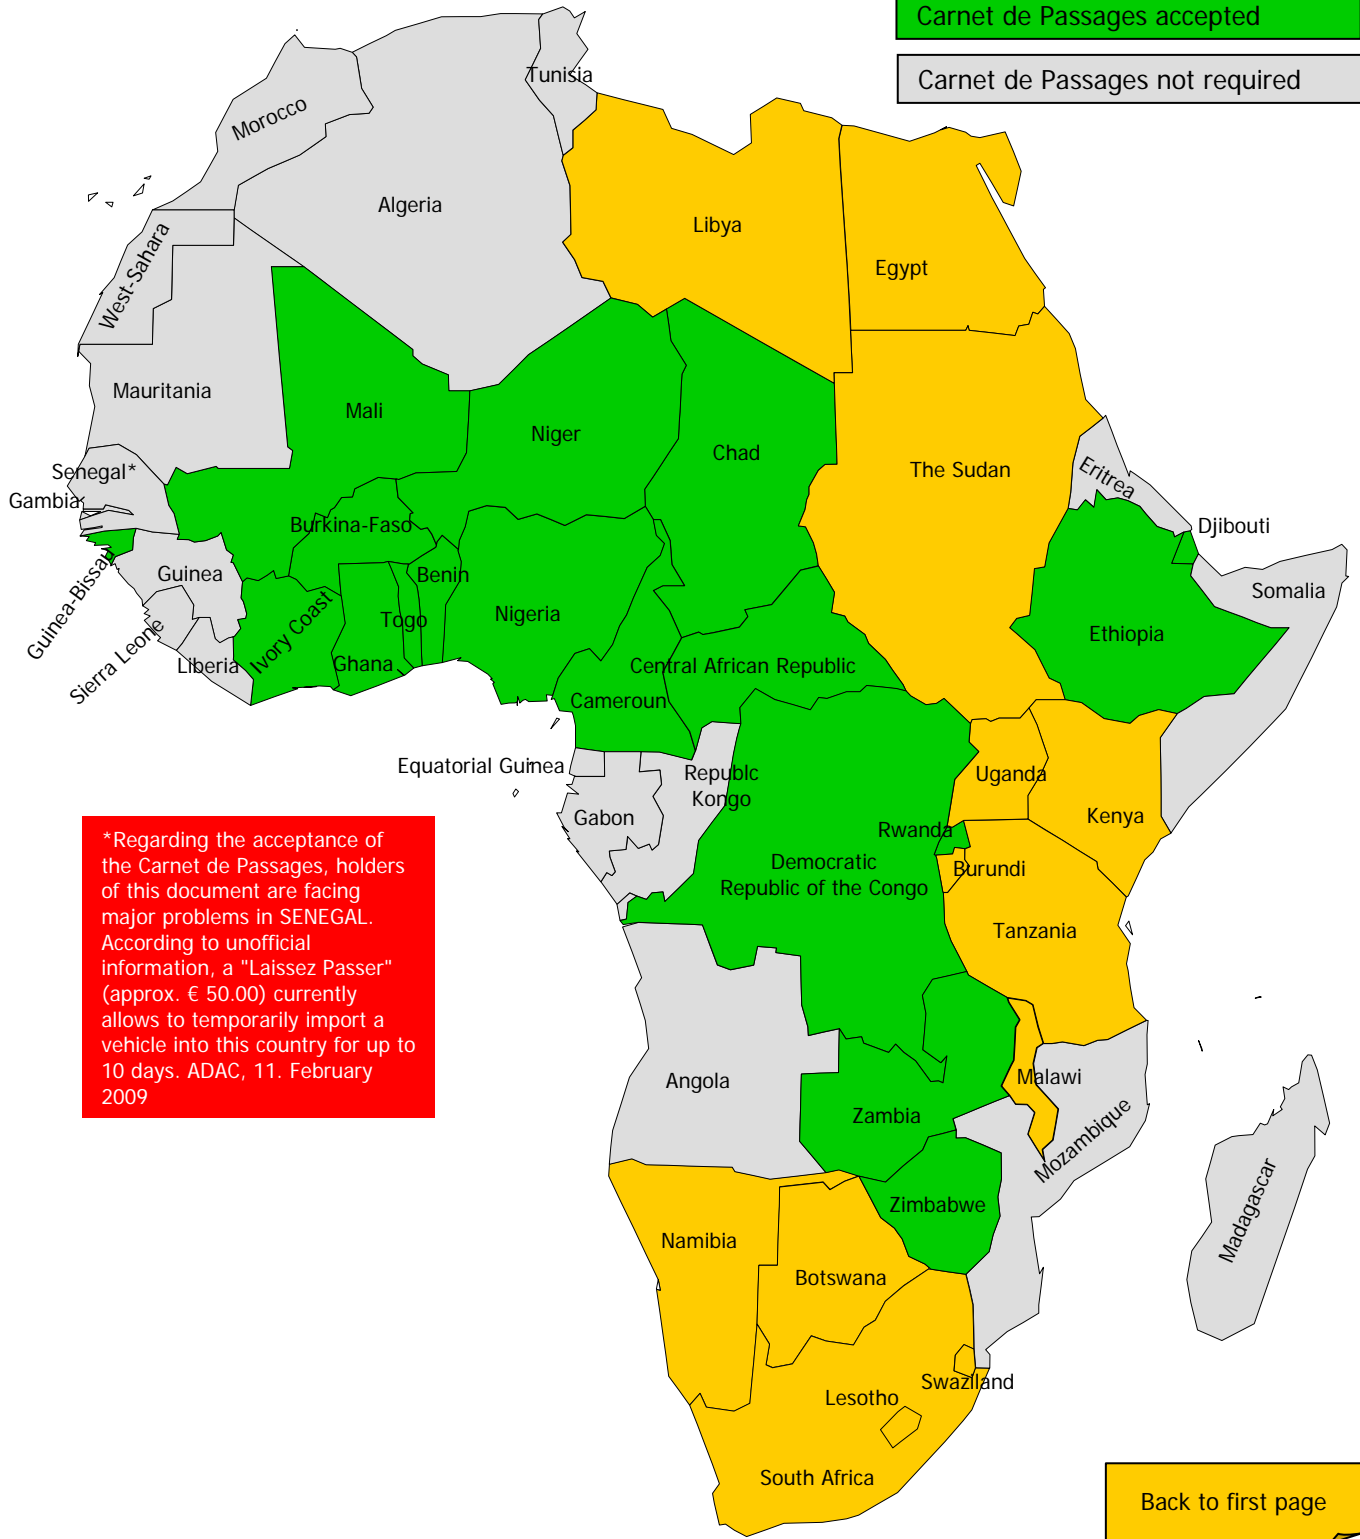 Carnet de Passages accepted
Carnet de Passages not required
Tunisia
Morocco
Algeria
Libya
Egypt
West-Sahara
Mauritania
Mali
Niger
Chad
The Sudan
Eritrea
Senegal*
Gambia
Burkina-Faso
Djibouti
Guinea-Bissau
Guinea
Benin
Somalia
Nigeria
Togo
Ivory Coast
Ethiopia
Sierra Leone
Liberia
Ghana
Central African Republic
Cameroun
Equatorial Guinea
Republc
Kongo
Uganda
Kenya
Gabon
Rwanda
Democratic
Republic of the Congo
Burundi
Tanzania
*Regarding the acceptance of
the Carnet de Passages, holders
of this document are facing
major problems in SENEGAL.
According to unofficial
information, a "Laissez Passer"
(approx. € 50.00) currently
allows to temporarily import a
vehicle into this country for up to
10 days. ADAC, 11. February
2009
Angola
Malawi
Zambia
Mozambique
Zimbabwe
Madagascar
Namibia
Botswana
Swaziland
Lesotho
South Africa
Back to first page